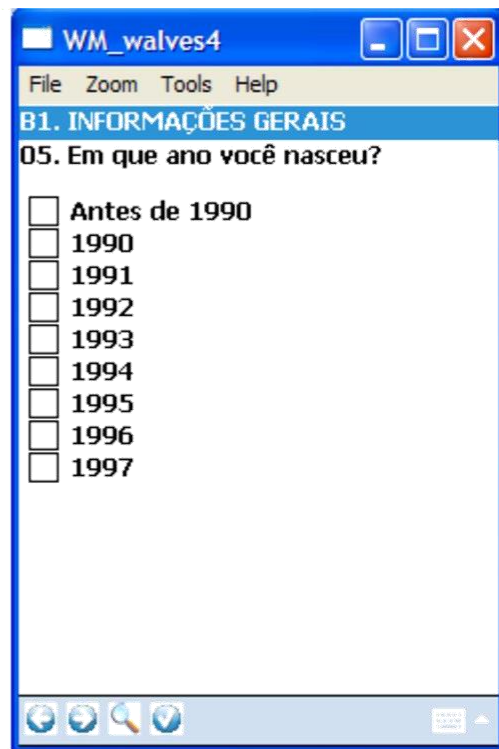 WM_walves4
File Zoom Tools Help
B1. INFORMAÇÕES GERAIS
05. Em que ano você nasceu?
Antes de 1990
1990
1991
1992
1993
1994
1995
1996
1997